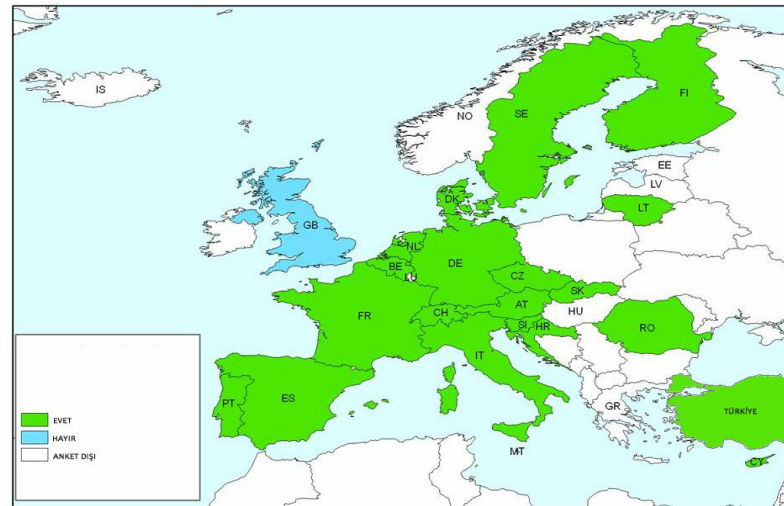 IS
NO
SE
FI
EE
LV
LT
DK
GB
NL
BE
LU
DE
CZ
SK
FR
CH
AT
HU
SI
HR
RO
IT
PT
ES
GR
TÜRKİYE
MT
CY
EVET
HAYIR
ANKET DIŞI